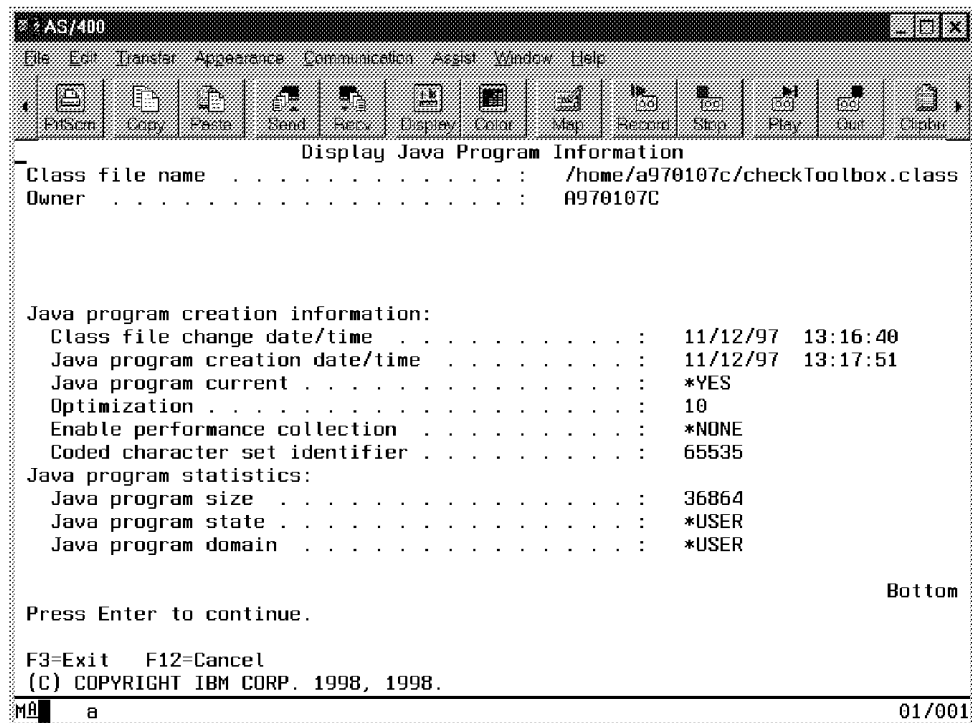 AS/400
File Edit Transfer Appearance Communication Assist Window Help
PrtScrn Copy Paste Send Recv Display Color Map Record Stop Play Quit Clipbrd
Display Java Program Information
Class file name . . . . . . . . . . . . . : /home/a970107c/checkToolbox.class
Owner . . . . . . . . . . . . . . . . . . : A970107C
Java program creation information:
Class file change date/time . . . . . . . . . . . : 11/12/97 13:16:40
Java program creation date/time . . . . . . . . . : 11/12/97 13:17:51
Java program current . . . . . . . . . . . . . . . : *YES
Optimization . . . . . . . . . . . . . . . . . . . : 10
Enable performance collection . . . . . . . . . : *NONE
Coded character set identifier . . . . . . . . . : 65535
Java program statistics:
Java program size . . . . . . . . . . . . . . . . : 36864
Java program state . . . . . . . . . . . . . . . . : *USER
Java program domain . . . . . . . . . . . . . . : *USER
Bottom
Press Enter to continue.
F3=Exit F12=Cancel
(C) COPYRIGHT IBM CORP. 1998, 1998.
MA a 01/001